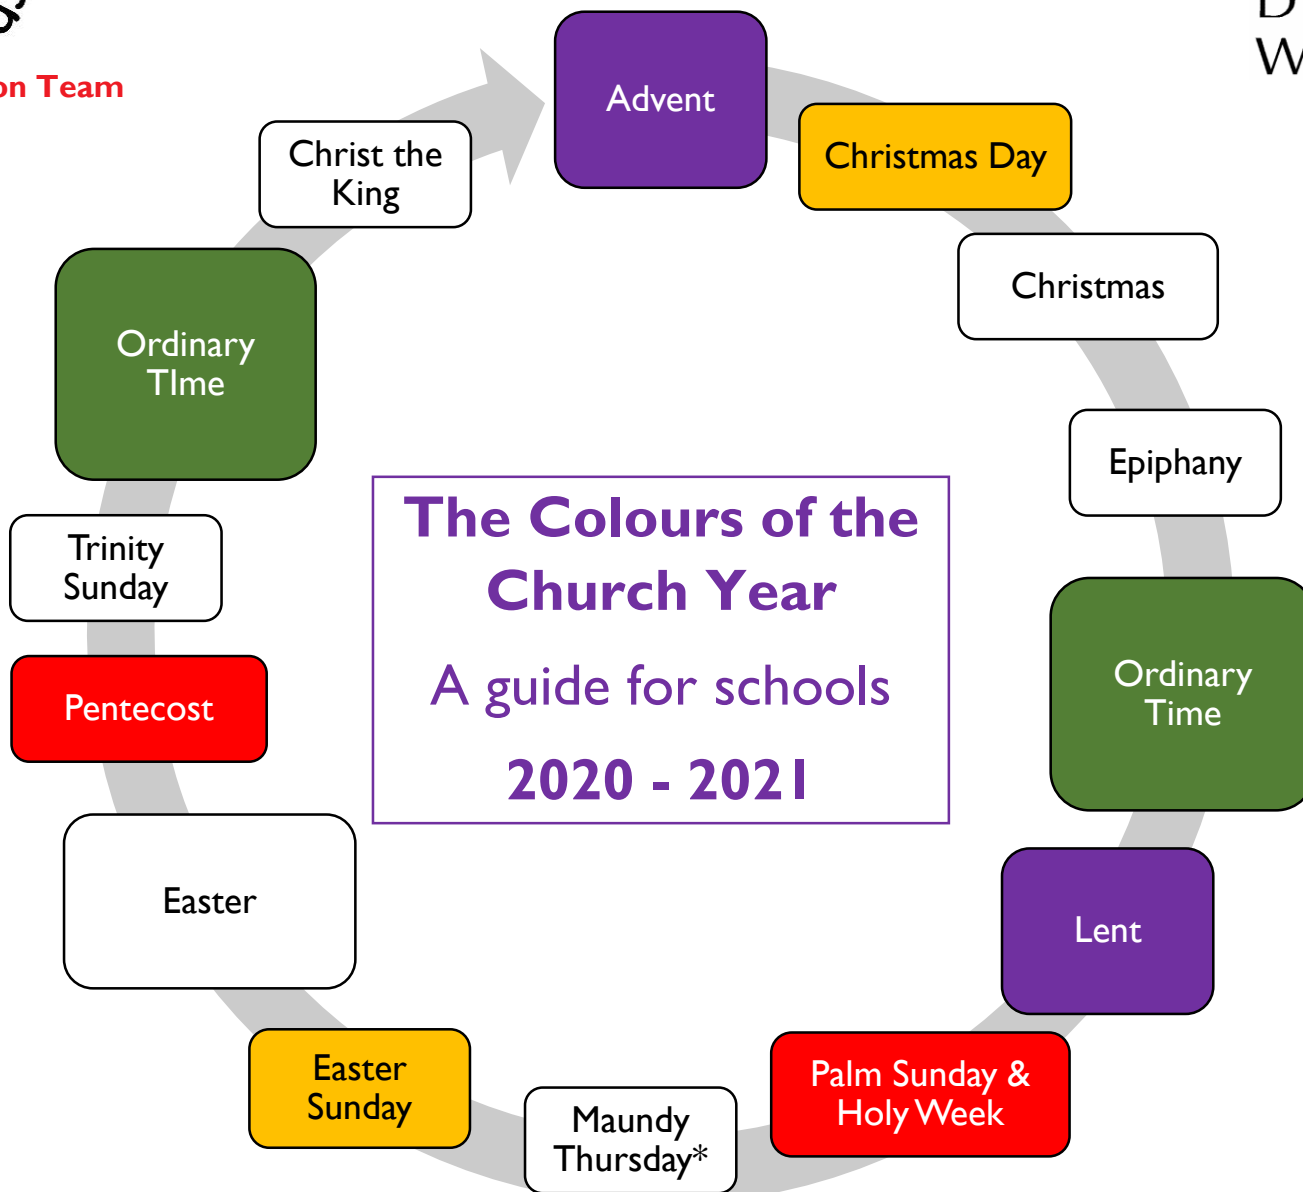 on Team
D
W
Advent
Christmas Day
Christmas
Epiphany
Ordinary
Time
Lent
Palm Sunday &
Holy Week
Maundy
Thursday*
Easter
Sunday
Easter
Pentecost
Trinity
Sunday
Ordinary
TIme
Christ the
King
The Colours of the
Church Year
A guide for schools
2020 - 2021